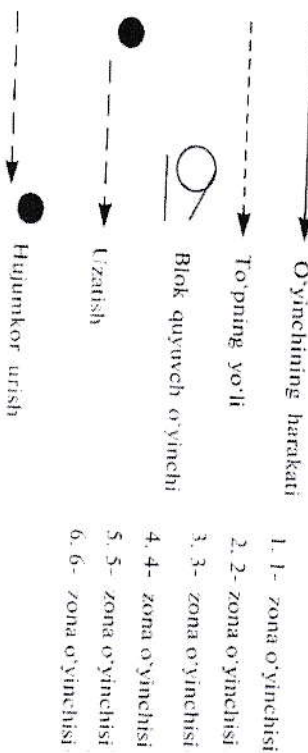 O'yinchining harakati
To'pning yo'li
Blok quyuvch o'yinchi
Uzatish
Hujumkor urish
1. 1- zona o'yinchisi
2. 2- zona o'yinchisi
3. 3- zona o'yinchisi
4. 4- zona o'yinchisi
5. 5- zona o'yinchisi
6. 6- zona o'yinchisi